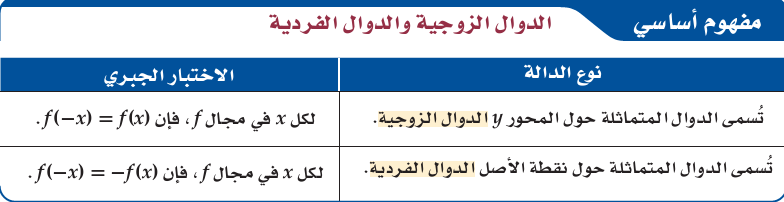 مفهوم أساسي
الدوال الزوجية والدوال الفردية
نوع الدالة
الاختبار الجبري
تُسمى الدوال المتماثلة حول المحور y الدوال الزوجية.
لكل x في مجال f، فإن f(−x) = f(x).
تُسمى الدوال المتماثلة حول نقطة الأصل الدوال الفردية.
لكل x في مجال f، فإن f(−x) = −f(x).